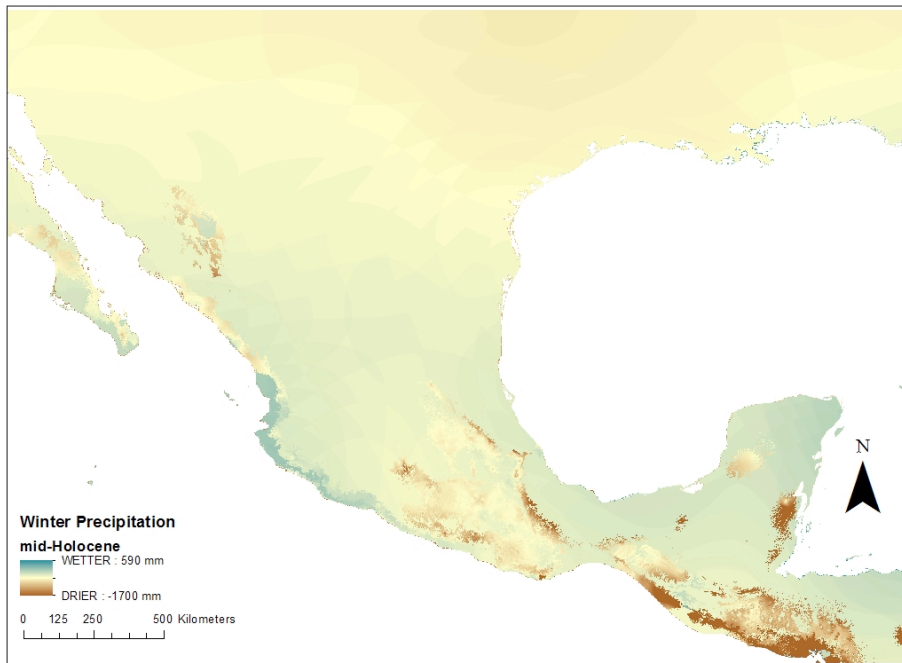 N
Winter Precipitation
mid-Holocene
WETTER : 590 mm
DRIER : -1700 mm
0 125 250 500 Kilometers